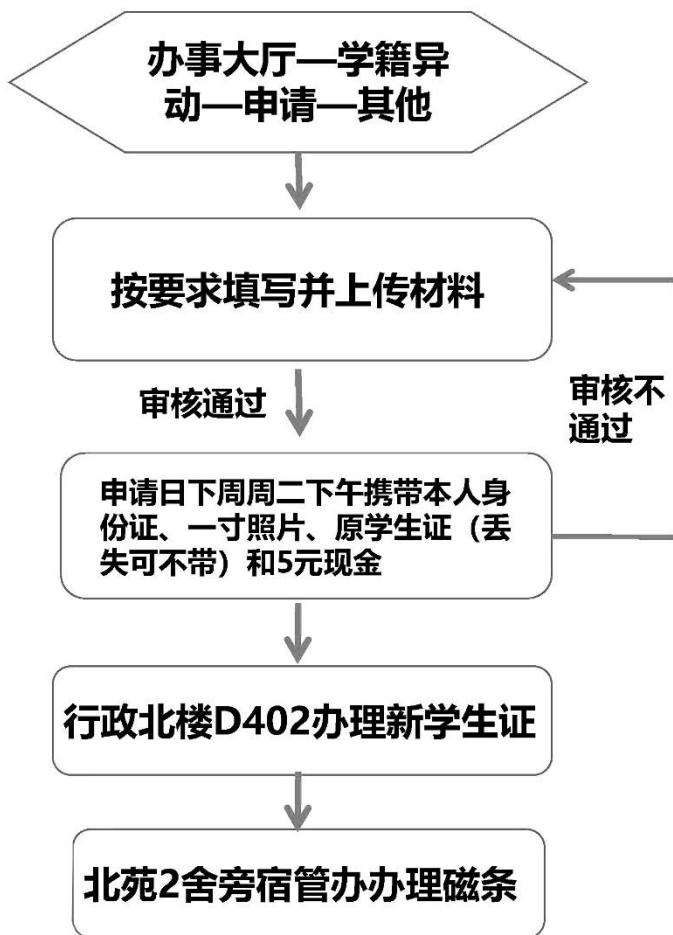 办事大厅—学籍异
动—申请—其他
按要求填写并上传材料
审核通过
审核不
通过
申请日下周周二下午携带本人身
份证、一寸照片、原学生证（丢
失可不带）和5元现金
行政北楼D402办理新学生证
北苑2舍旁宿管办办理磁条